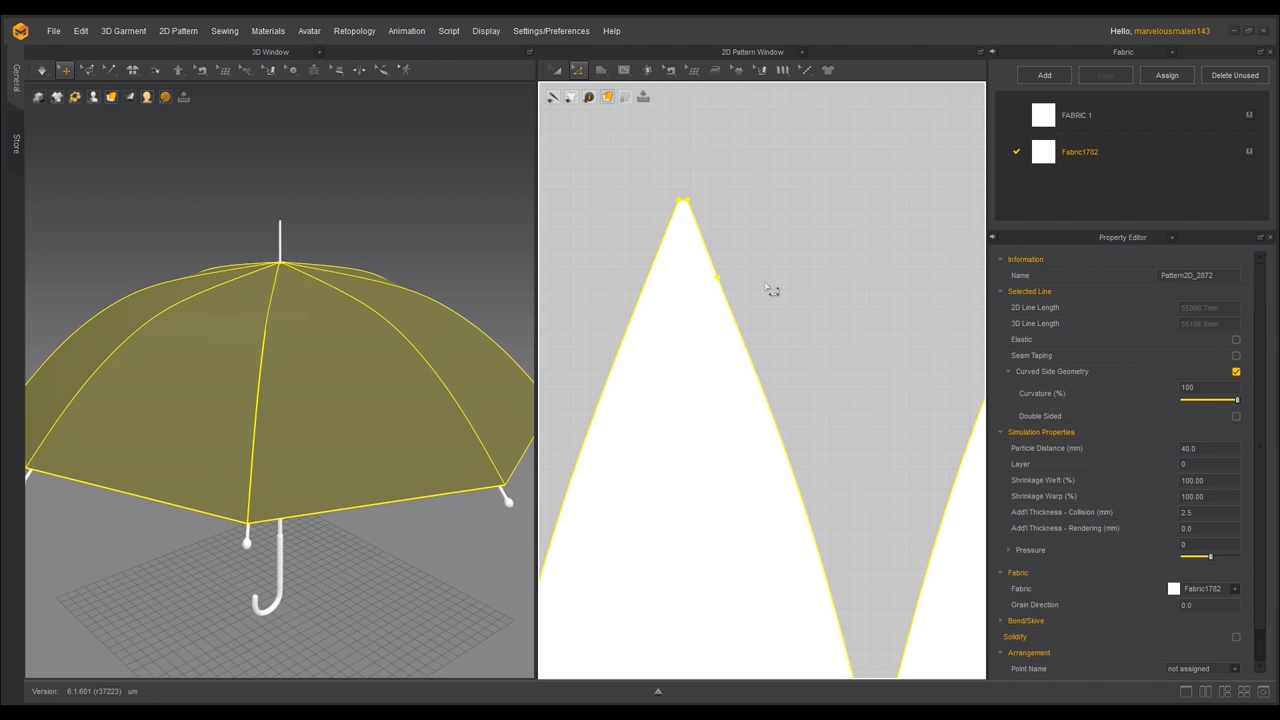 File Edit 3D Garment 2D Pattern Sewing Materials Avatar Retopology Animation Script Display Settings/Preferences Help Hello, marvelousmalen143
3D Window 2D Pattern Window Fabric
General
Store
Add Copy Assign Delete Unused
FABRIC 1
Fabric1782
Property Editor
Information
Name Pattern2D_2872
Selected Line
2D Line Length 55098.7mm
3D Line Length 55106.0mm
Elastic
Seam Taping
Curved Side Geometry
Curvature (%) 100
Double Sided
Simulation Properties
Particle Distance (mm) 40.0
Layer 0
Shrinkage Weft (%) 100.00
Shrinkage Warp (%) 100.00
Add'l Thickness - Collision (mm) 2.5
Add'l Thickness - Rendering (mm) 0.0
Pressure 0
Fabric
Fabric Fabric1782
Grain Direction 0.0
Bond/Skive
Solidify
Arrangement
Point Name not assigned
Version: 6.1.601 (r37223) um